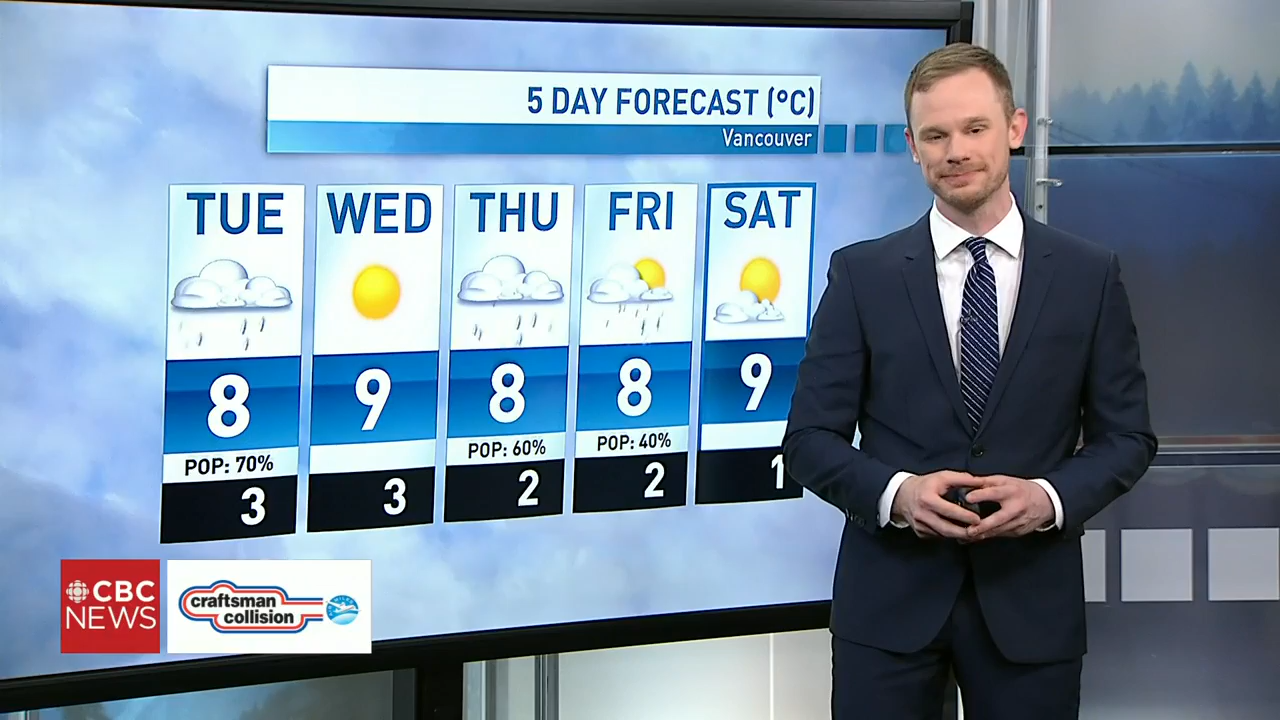 5 DAY FORECAST (°C)
Vancouver
TUE WED THU FRI SAT
8 9 8 8 9
POP: 70% POP: 60% POP: 40%
3 3 2 2 1
CBC
NEWS
craftsman
collision